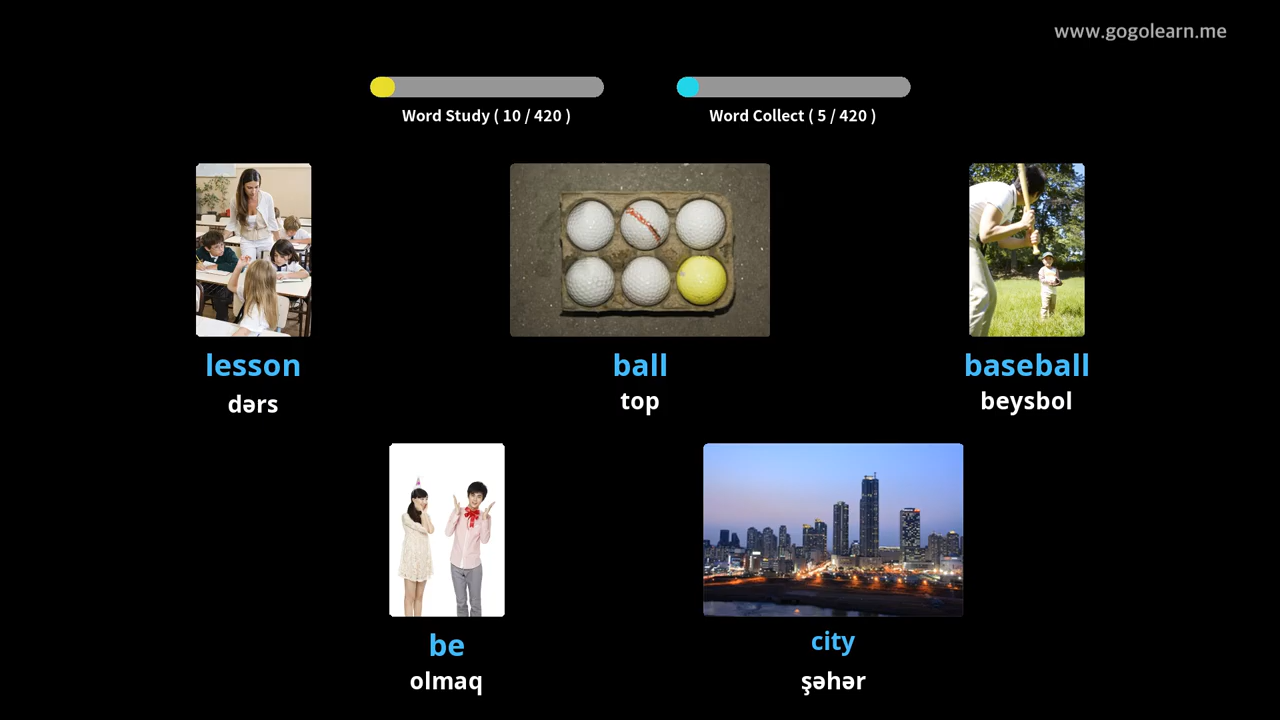 www.gogolearn.me
Word Study ( 10 / 420 )
Word Collect ( 5 / 420 )
lesson
dərs
ball
top
baseball
beysbol
be
olmaq
city
şəhər